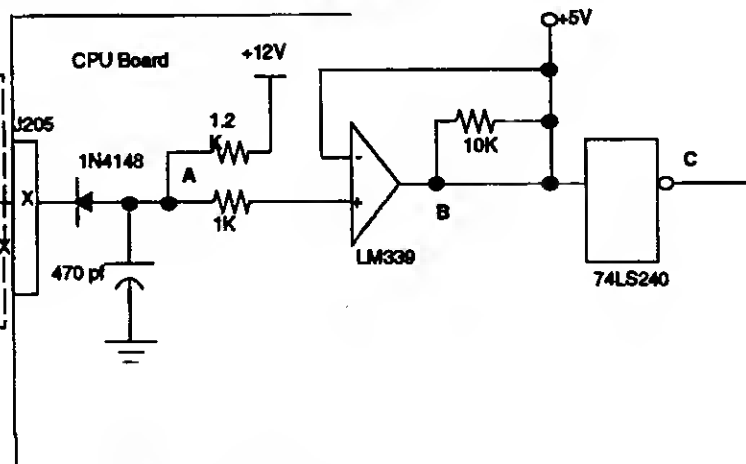 +5V
CPU Board
+12V
J205
1.2
K
1N4148
10K
A
C
X
-
B
+
1K
LM339
X
470 pf
74LS240